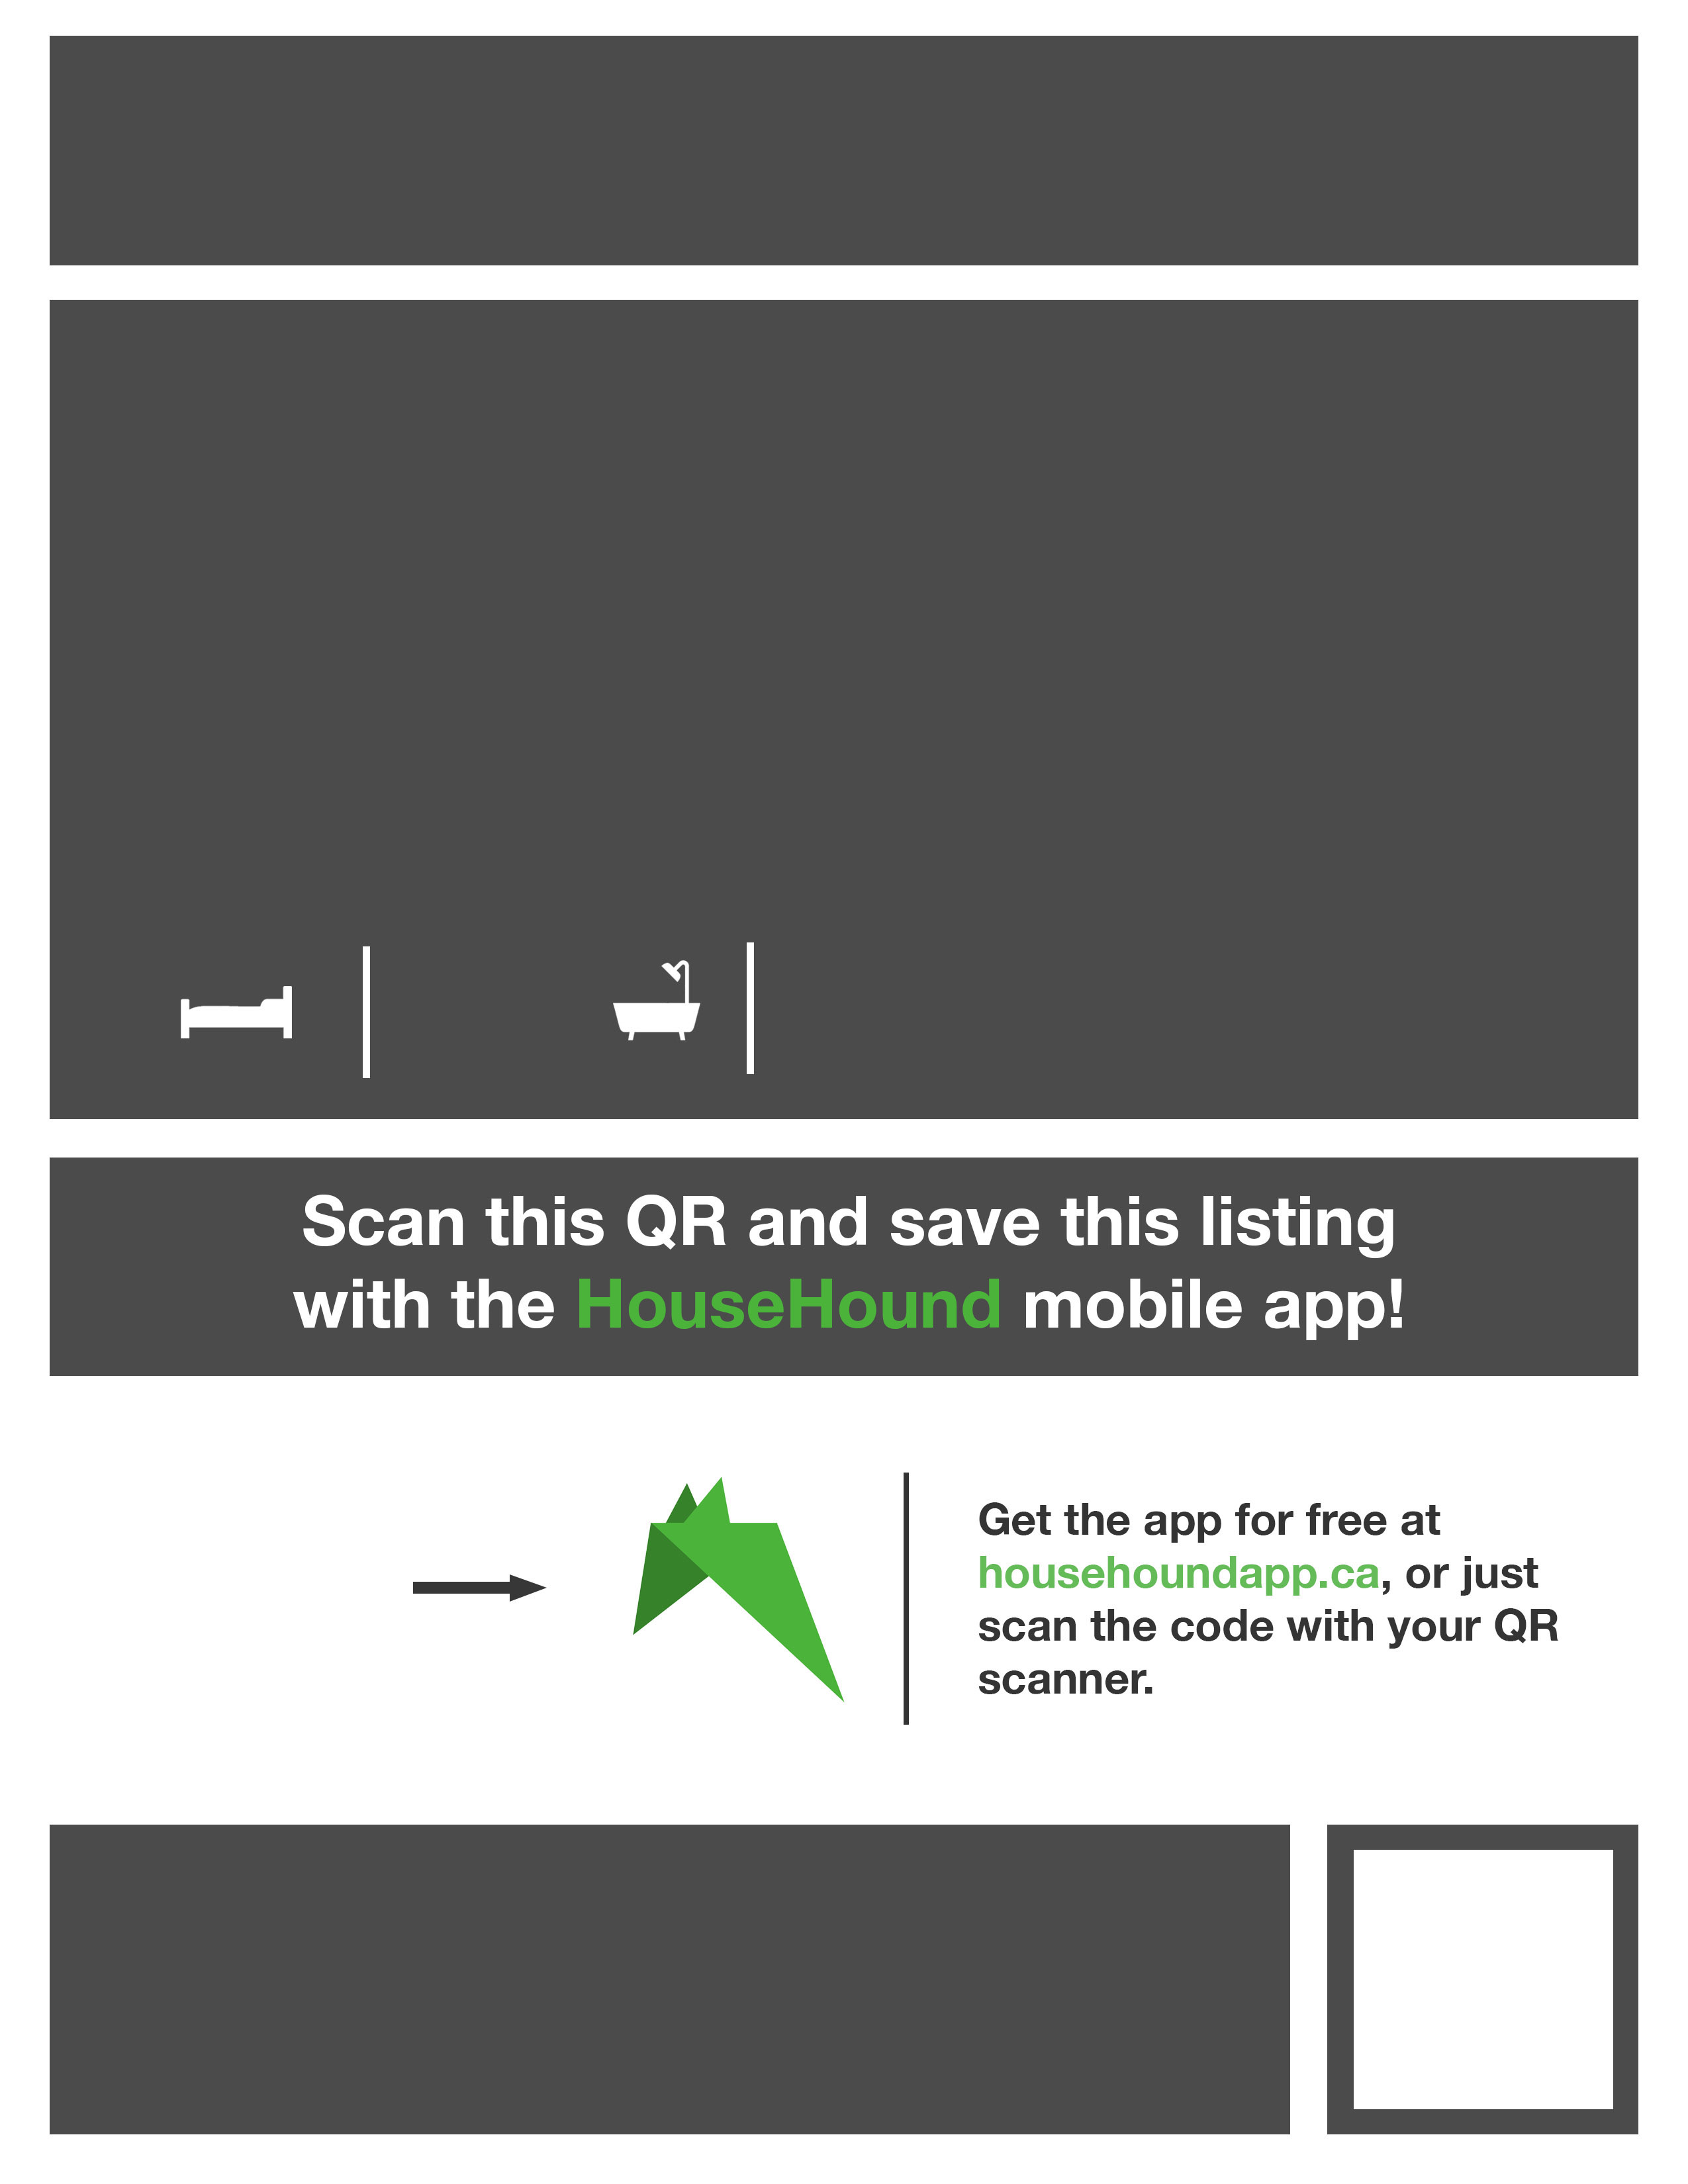 Scan this QR and save this listing
with the HouseHound mobile app!
Get the app for free at
househoundapp.ca, or just
scan the code with your QR
scanner.